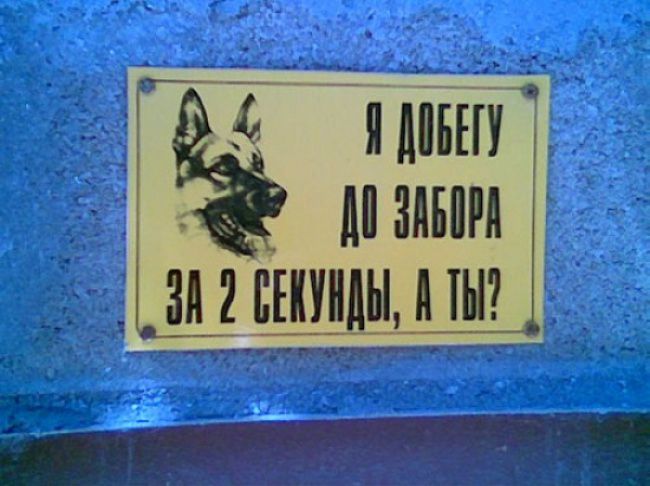 Я ДОБЕГУ
ДО ЗАБОРА
ЗА 2 СЕКУНДЫ, А ТЫ?